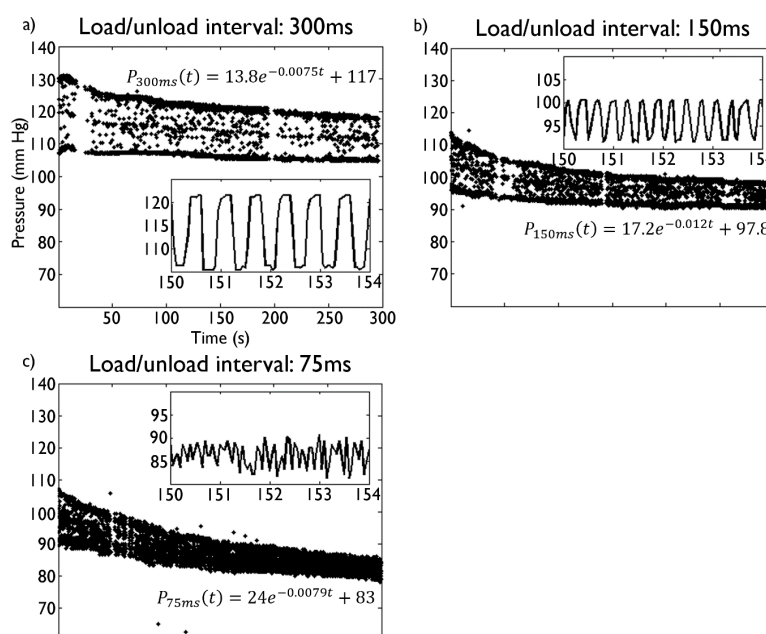 a) Load/unload interval: 300ms
140
130
120
110
100
90
80
70
Pressure (mm Hg)
P300ms(t) = 13.8e^-0.0075t + 117
120
115
110
150 151 152 153 154
50 100 150 200 250 300
Time (s)
b) Load/unload interval: 150ms
140
130
120
110
100
90
80
70
105
100
95
150 151 152 153 154
P150ms(t) = 17.2e^-0.012t + 97.8
c) Load/unload interval: 75ms
140
130
120
110
100
90
80
70
95
90
85
150 151 152 153 154
P75ms(t) = 24e^-0.0079t + 83